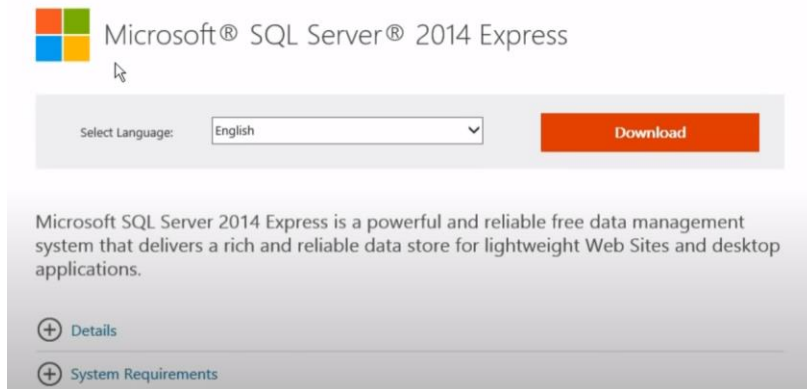 Microsoft® SQL Server® 2014 Express
Select Language:
English
Download
Microsoft SQL Server 2014 Express is a powerful and reliable free data management
system that delivers a rich and reliable data store for lightweight Web Sites and desktop
applications.
Details
System Requirements